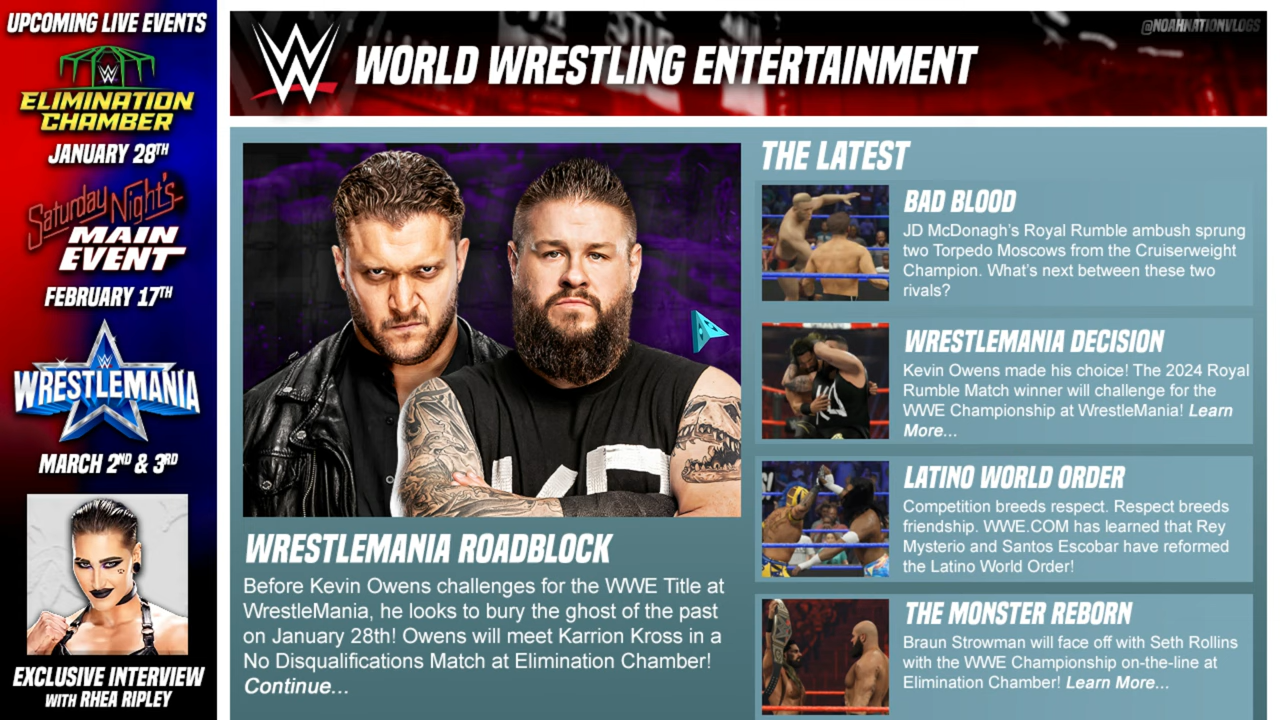 UPCOMING LIVE EVENTS
W
ELIMINATION
CHAMBER
JANUARY 28TH
Saturday Night's
MAIN
EVENT
FEBRUARY 17TH
W
WRESTLEMANIA
MARCH 2ND & 3RD
EXCLUSIVE INTERVIEW
WITH RHEA RIPLEY
@NOAHNATIONVLOGS
W
WORLD WRESTLING ENTERTAINMENT
KO
WRESTLEMANIA ROADBLOCK
Before Kevin Owens challenges for the WWE Title at
WrestleMania, he looks to bury the ghost of the past
on January 28th! Owens will meet Karrion Kross in a
No Disqualifications Match at Elimination Chamber!
Continue...
THE LATEST
BAD BLOOD
JD McDonagh's Royal Rumble ambush sprung
two Torpedo Moscows from the Cruiserweight
Champion. What's next between these two
rivals?
WRESTLEMANIA DECISION
Kevin Owens made his choice! The 2024 Royal
Rumble Match winner will challenge for the
WWE Championship at WrestleMania! Learn
More...
LATINO WORLD ORDER
Competition breeds respect. Respect breeds
friendship. WWE.COM has learned that Rey
Mysterio and Santos Escobar have reformed
the Latino World Order!
THE MONSTER REBORN
Braun Strowman will face off with Seth Rollins
with the WWE Championship on-the-line at
Elimination Chamber! Learn More...